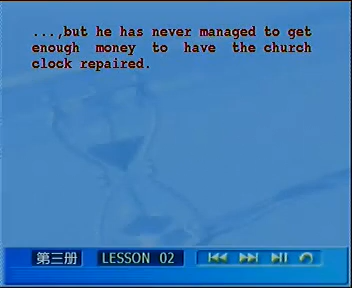 ...,but he has never managed to get
enough money to have the church
clock repaired.
第三册 LESSON 02